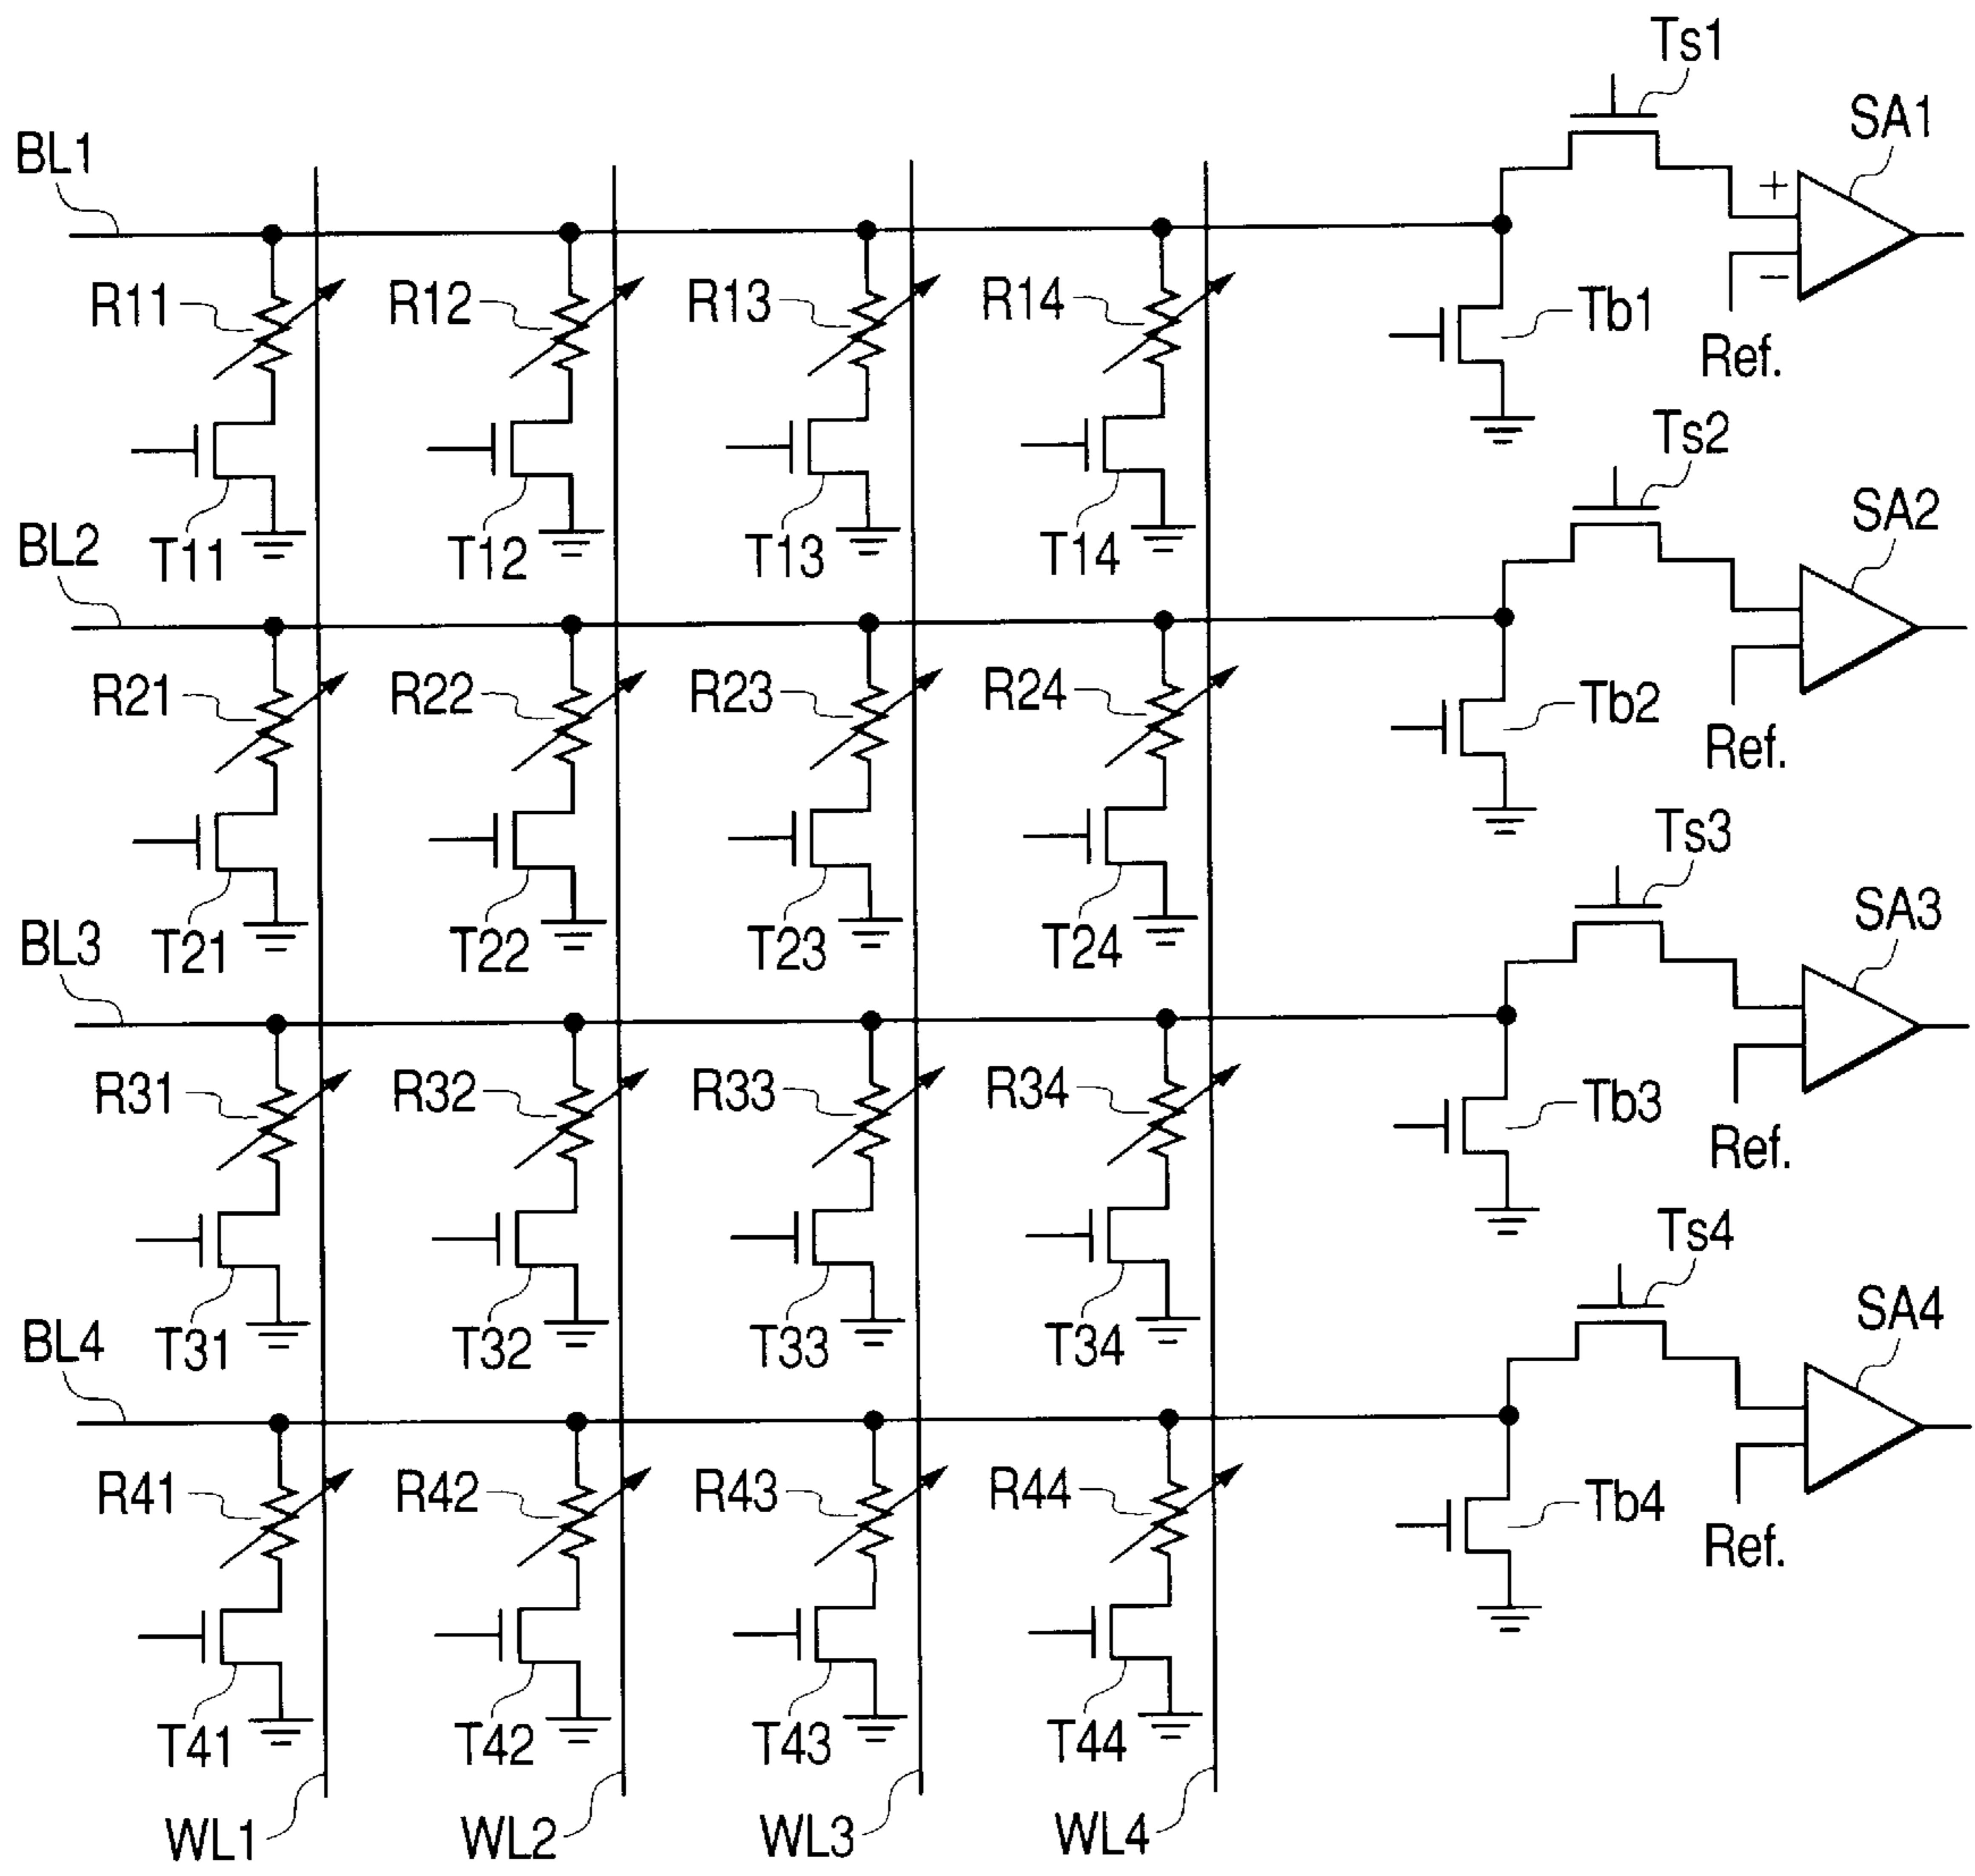 Ts1
SA1
BL1
+
R11 R12 R13 R14
−
Tb1
Ref.
Ts2
SA2
BL2
T11 T12 T13 T14
R21 R22 R23 R24
Tb2
Ref.
Ts3
SA3
BL3
T21 T22 T23 T24
R31 R32 R33 R34
Tb3
Ref.
Ts4
SA4
BL4
T31 T32 T33 T34
R41 R42 R43 R44
Tb4
Ref.
T41 T42 T43 T44
WL1 WL2 WL3 WL4